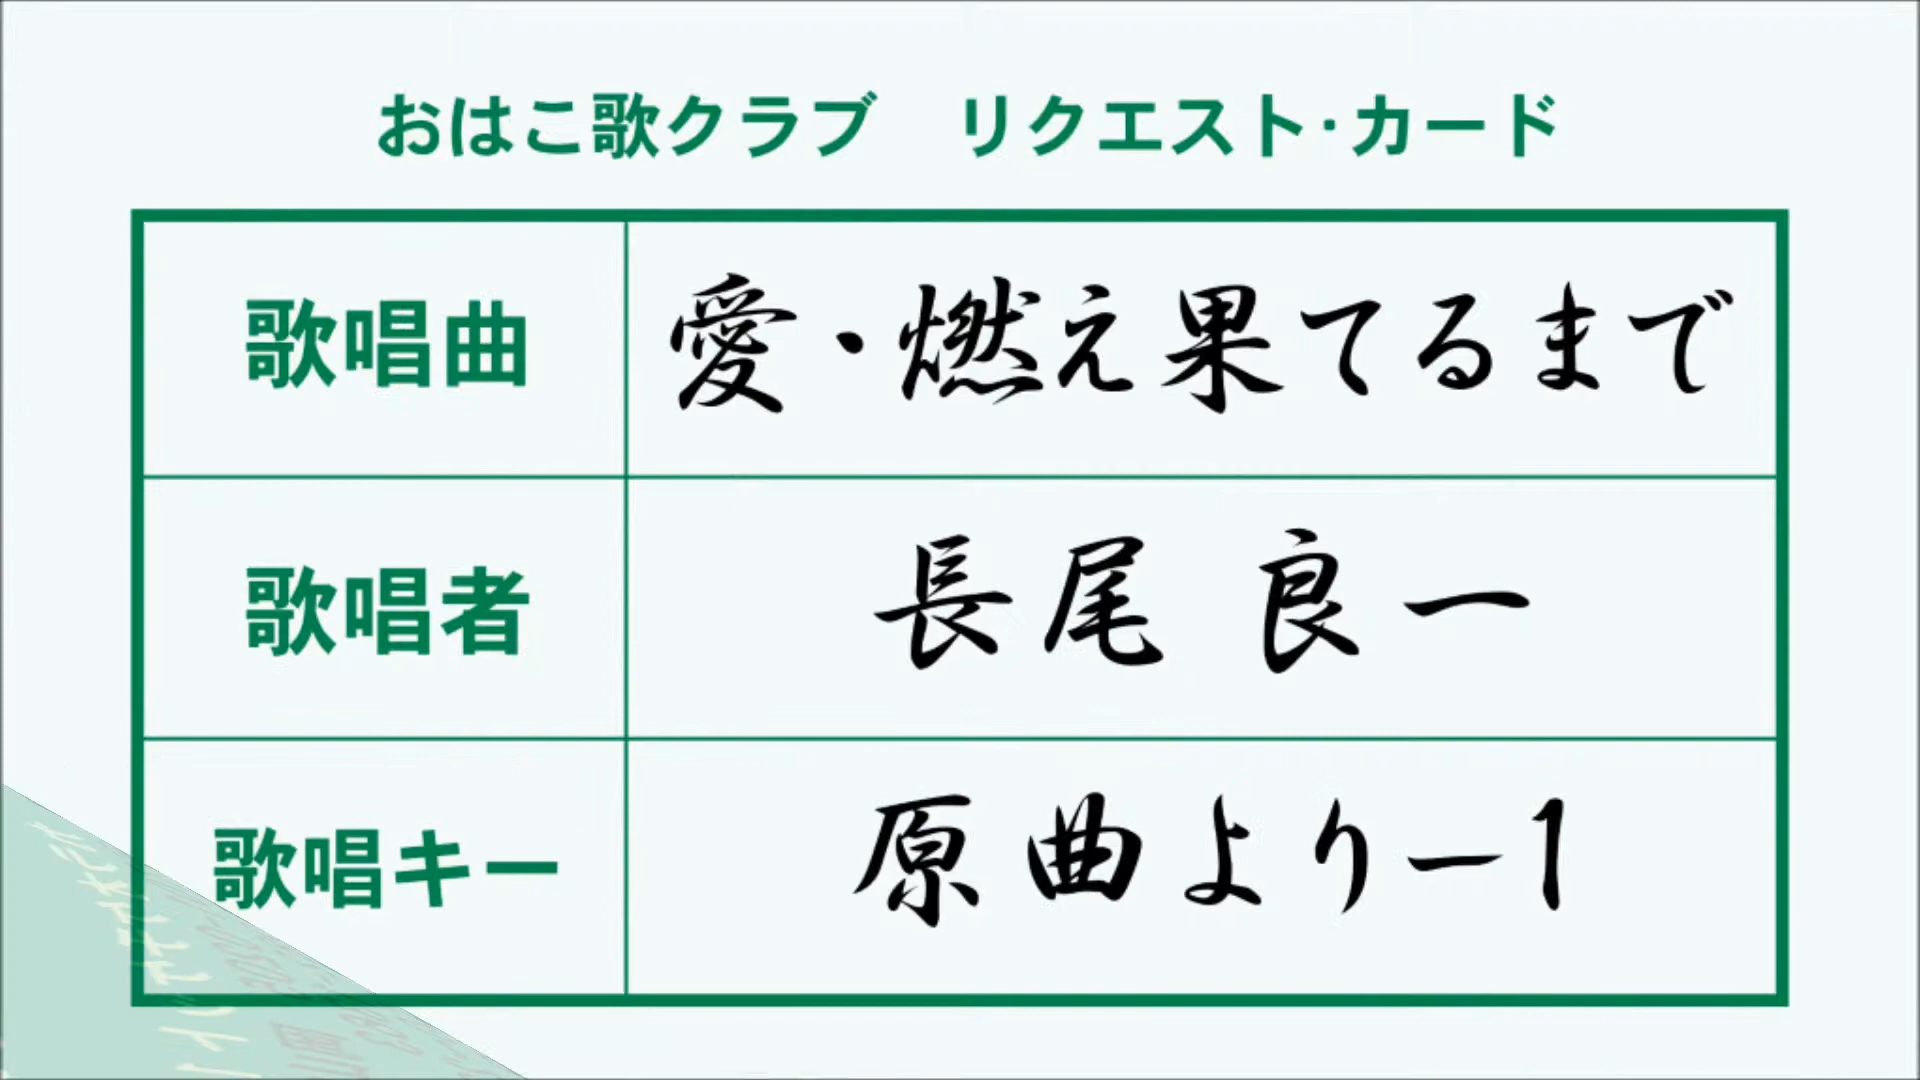 おはこ歌クラブ　リクエスト・カード
歌唱曲 愛・燃え果てるまで
歌唱者 長尾 良一
歌唱キー 原曲より−1